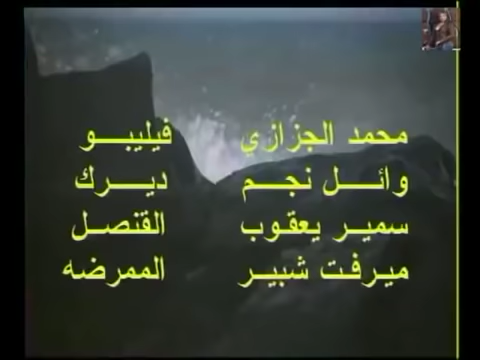 محمد الجزازي فيليبو
وائل نجم ديرك
سمير يعقوب القنصل
ميرفت شبير الممرضه